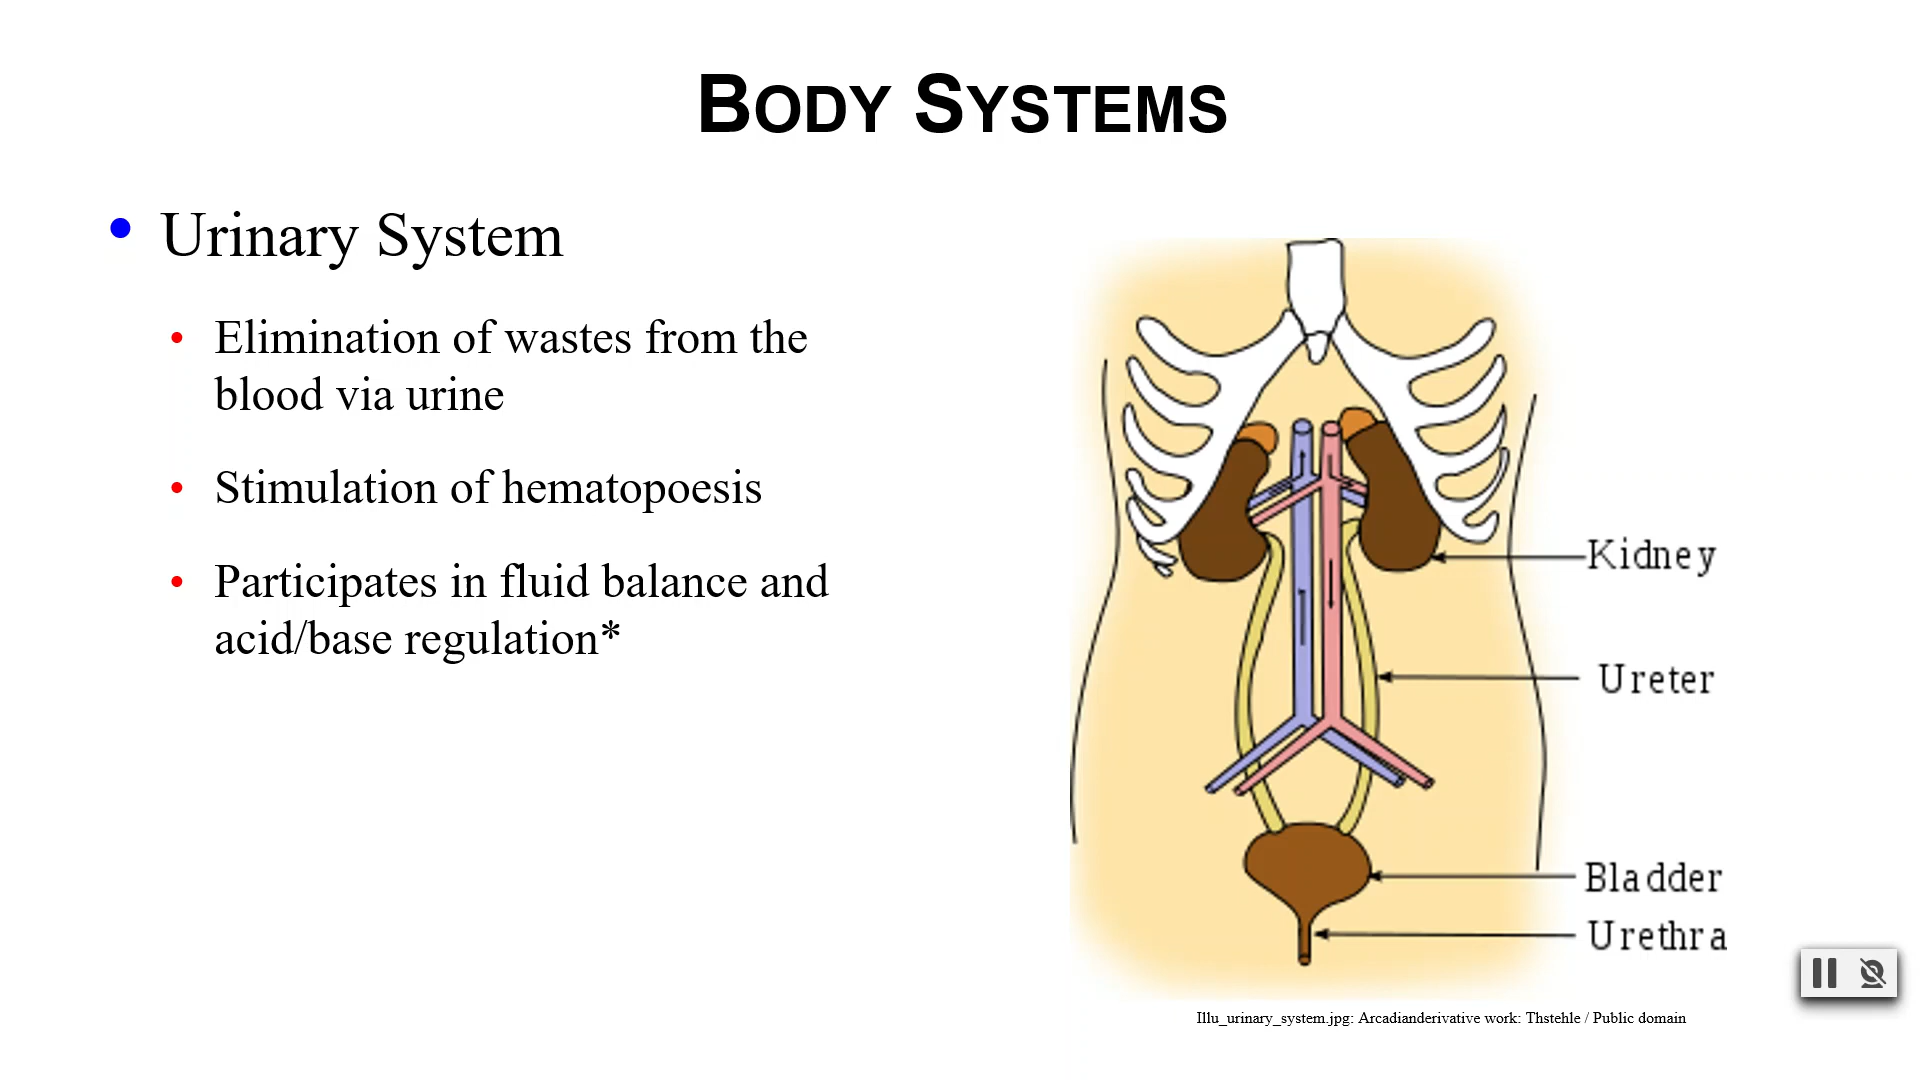 BODY SYSTEMS
• Urinary System
• Elimination of wastes from the
blood via urine
• Stimulation of hematopoesis
• Participates in fluid balance and
acid/base regulation*
Kidney
Ureter
Bladder
Urethra
Illu_urinary_system.jpg: Arcadianderivative work: Thstehle / Public domain